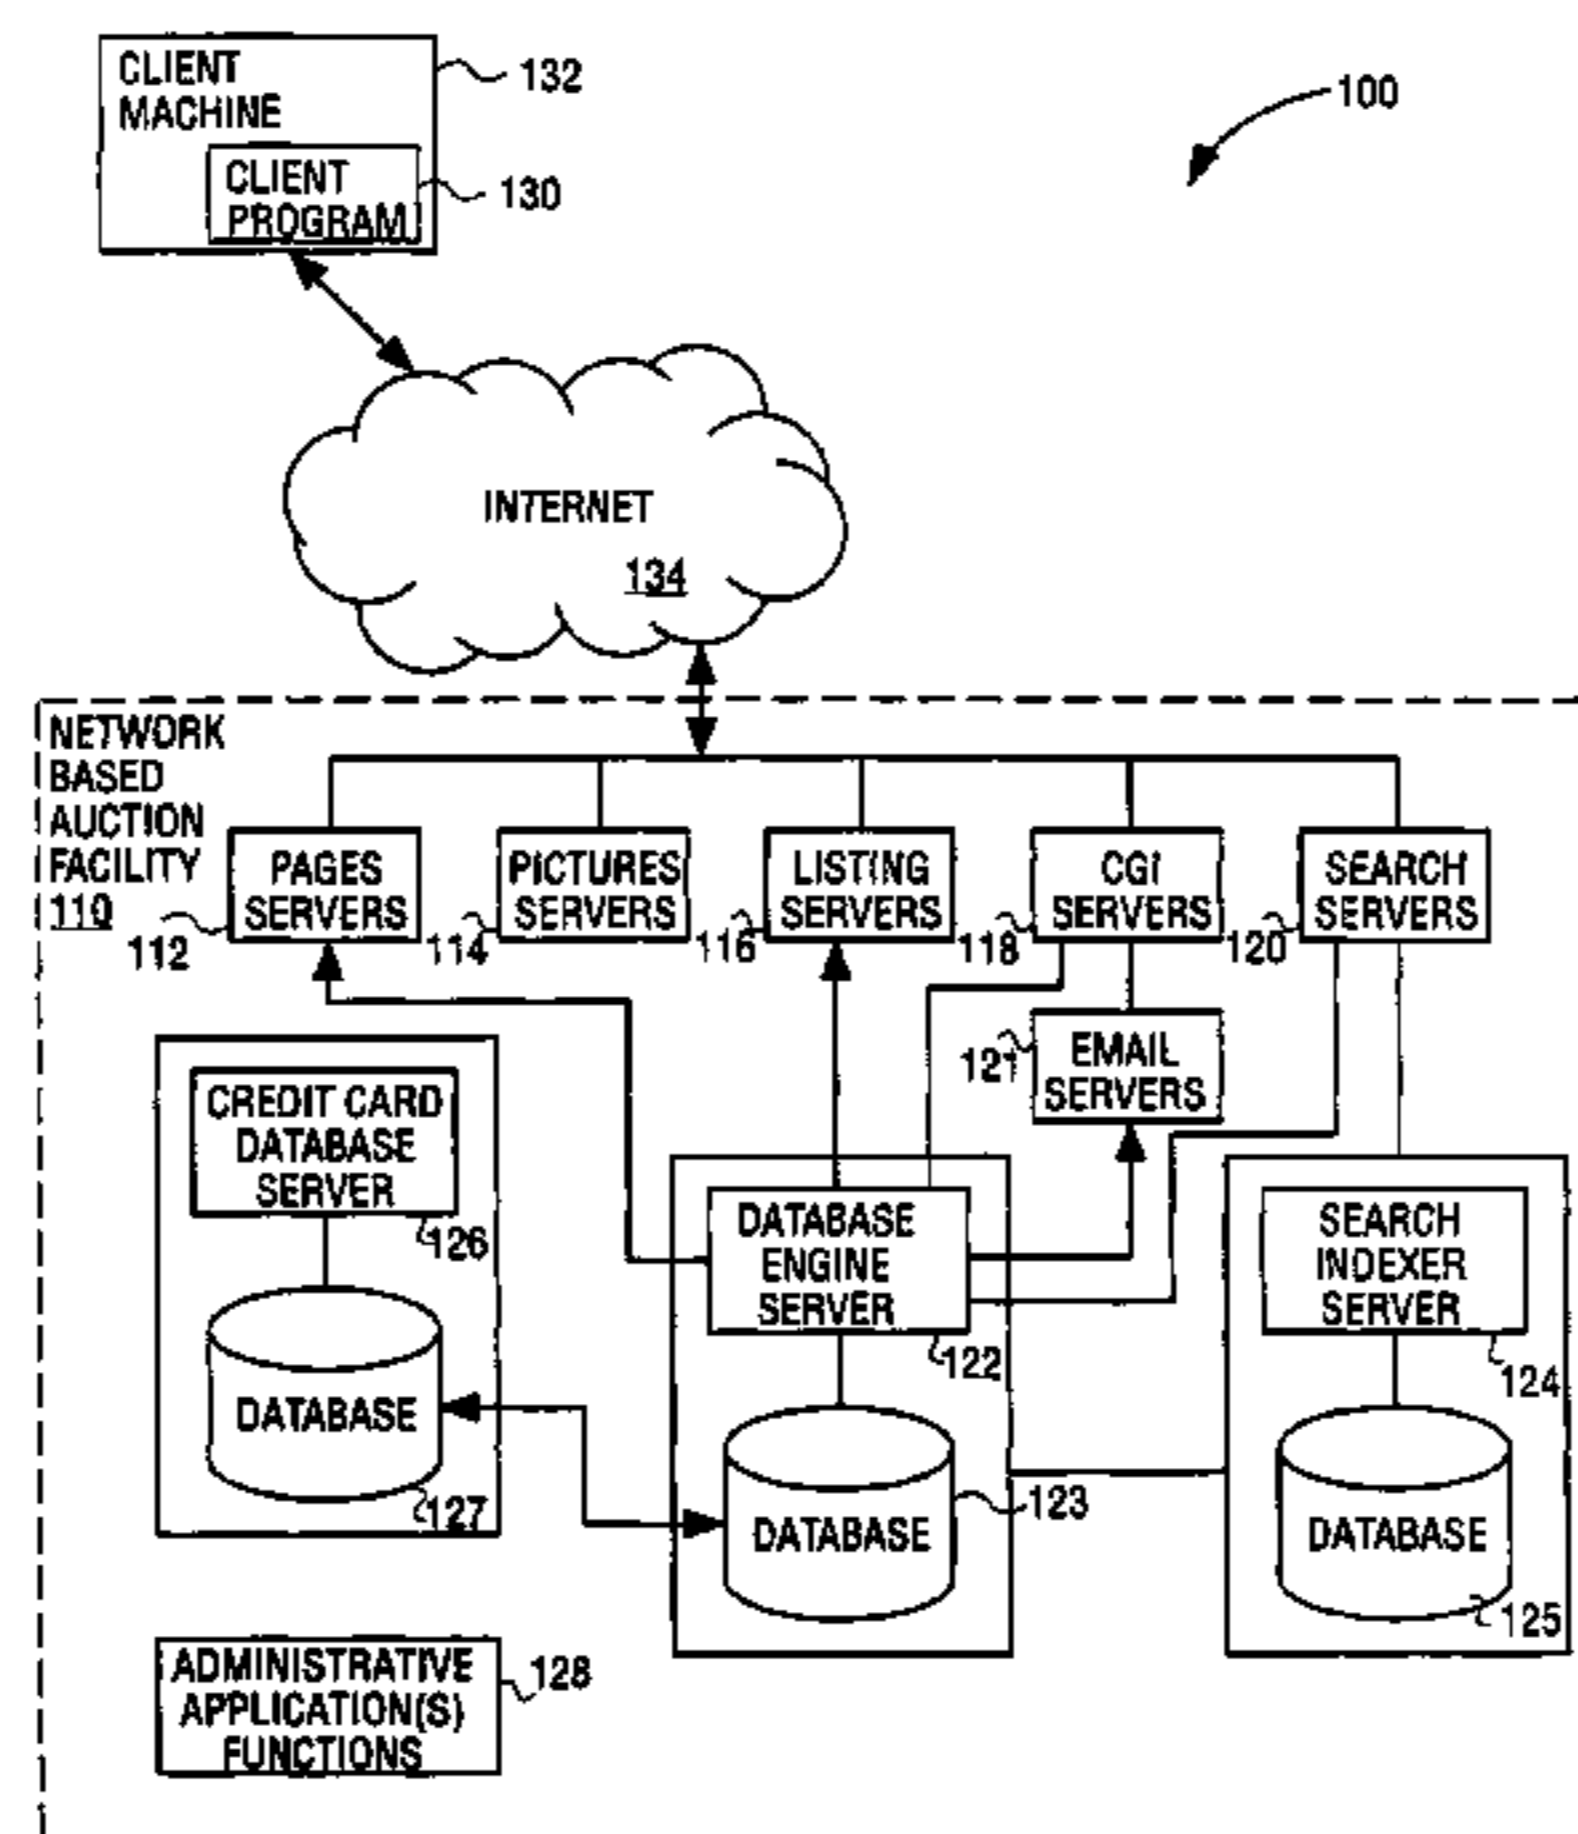 CLIENT
MACHINE
132
100
CLIENT
PROGRAM
130
INTERNET
134
NETWORK
BASED
AUCTION
FACILITY
110
PAGES
SERVERS
112
PICTURES
SERVERS
114
LISTING
SERVERS
116
CGI
SERVERS
118
SEARCH
SERVERS
120
EMAIL
SERVERS
121
CREDIT CARD
DATABASE
SERVER
126
DATABASE
127
DATABASE
ENGINE
SERVER
122
DATABASE
123
SEARCH
INDEXER
SERVER
124
DATABASE
125
ADMINISTRATIVE
APPLICATION(S)
FUNCTIONS
128